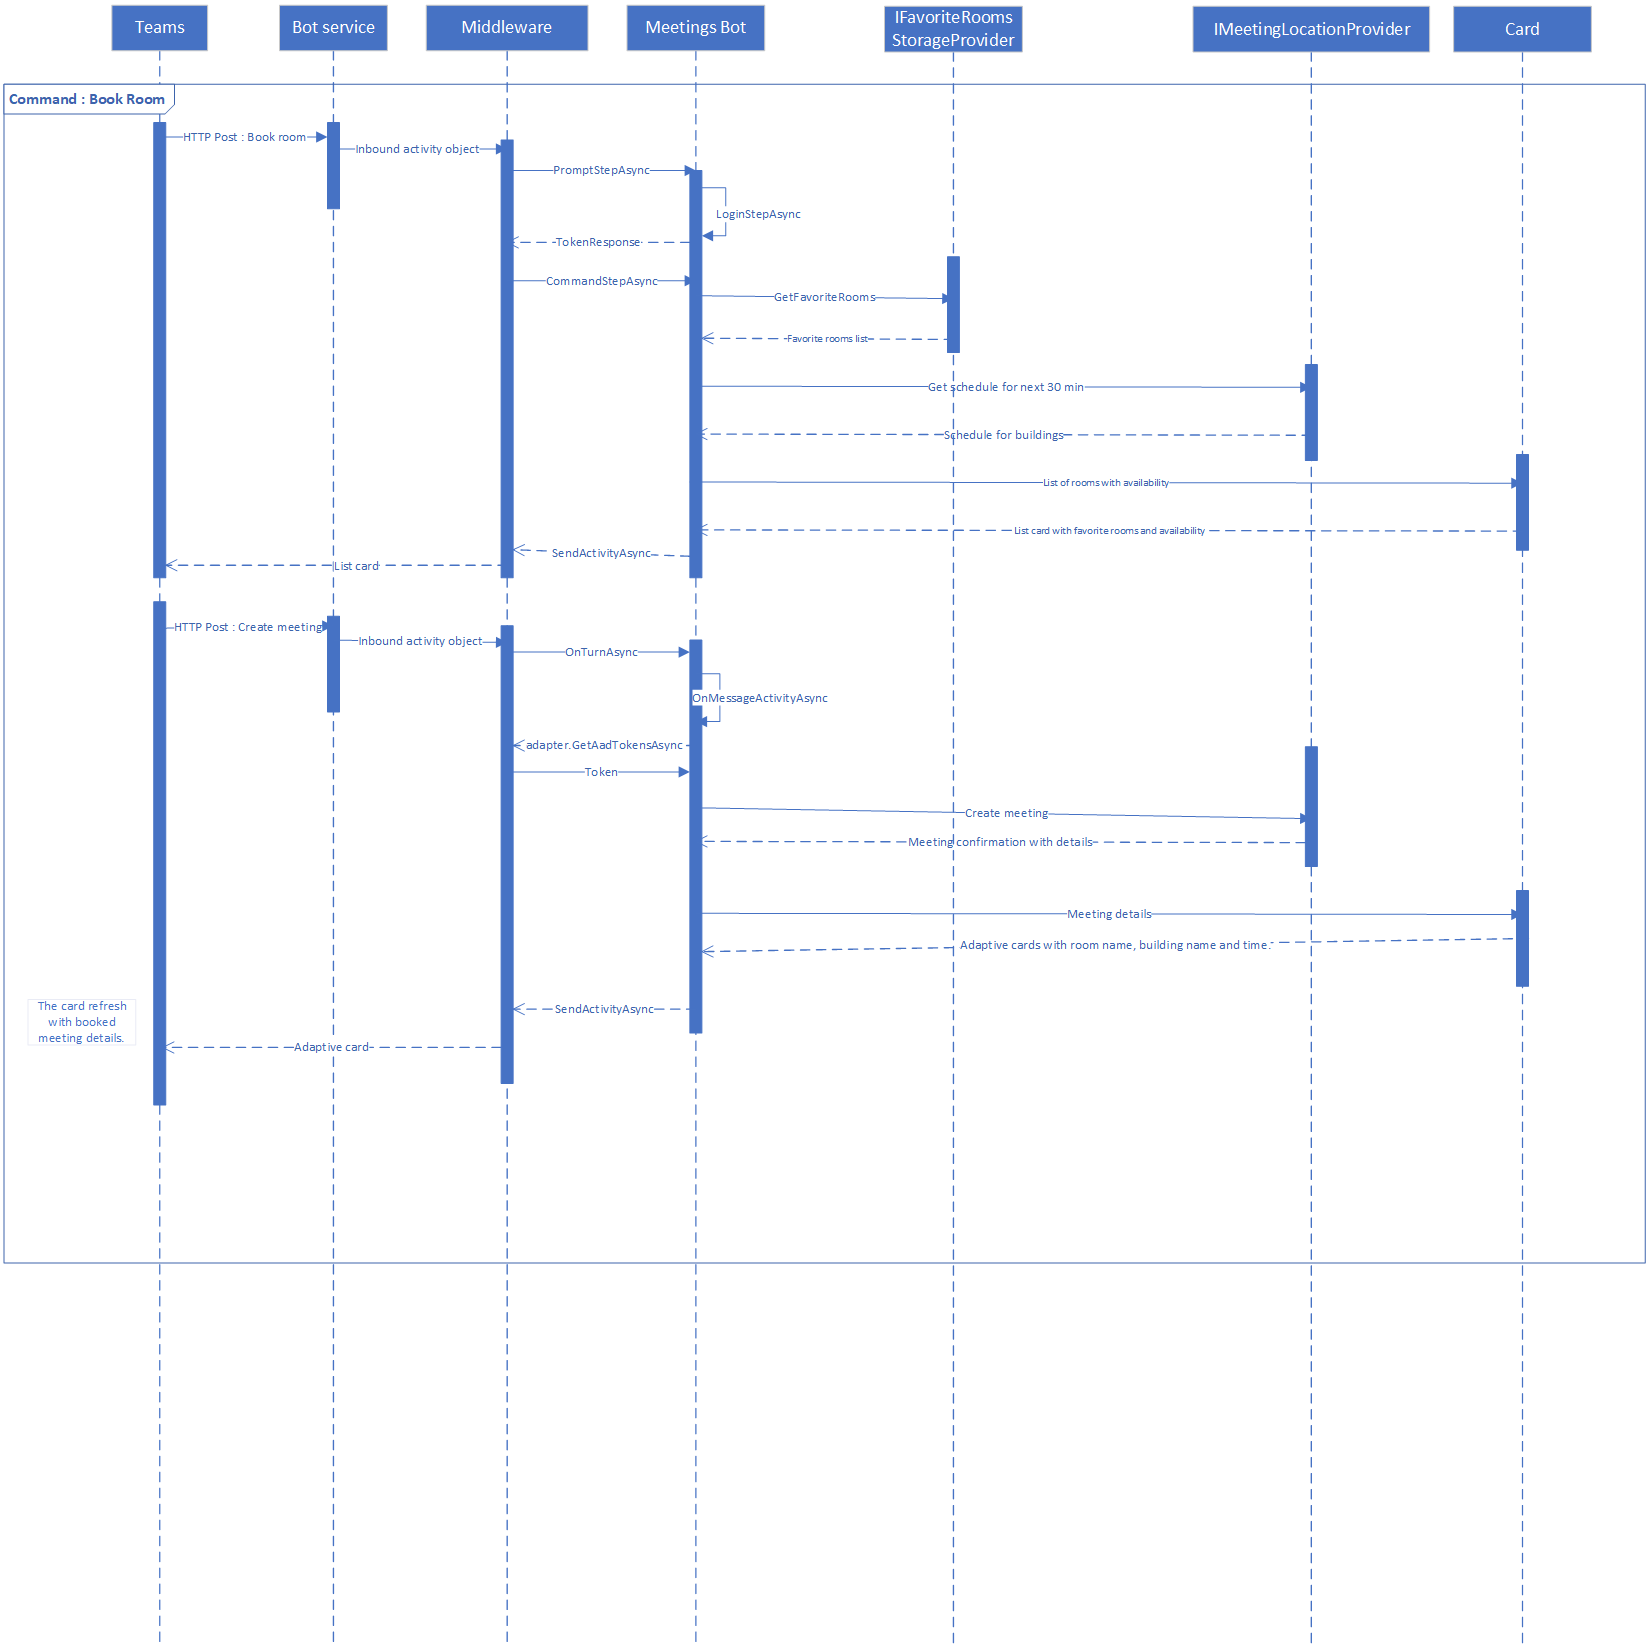 Teams
Bot service
Middleware
Meetings Bot
IFavoriteRooms
StorageProvider
IMeetingLocationProvider
Card
Command : Book Room
HTTP Post : Book room
Inbound activity object
PromptStepAsync
LoginStepAsync
TokenResponse
CommandStepAsync
GetFavoriteRooms
Favorite rooms list
Get schedule for next 30 min
Schedule for buildings
List of rooms with availability
List card with favorite rooms and availability
SendActivityAsync
List card
HTTP Post : Create meeting
Inbound activity object
OnTurnAsync
OnMessageActivityAsync
adapter.GetAadTokensAsync
Token
Create meeting
Meeting confirmation with details
Meeting details
Adaptive cards with room name, building name and time.
The card refresh
with booked
meeting details.
SendActivityAsync
Adaptive card